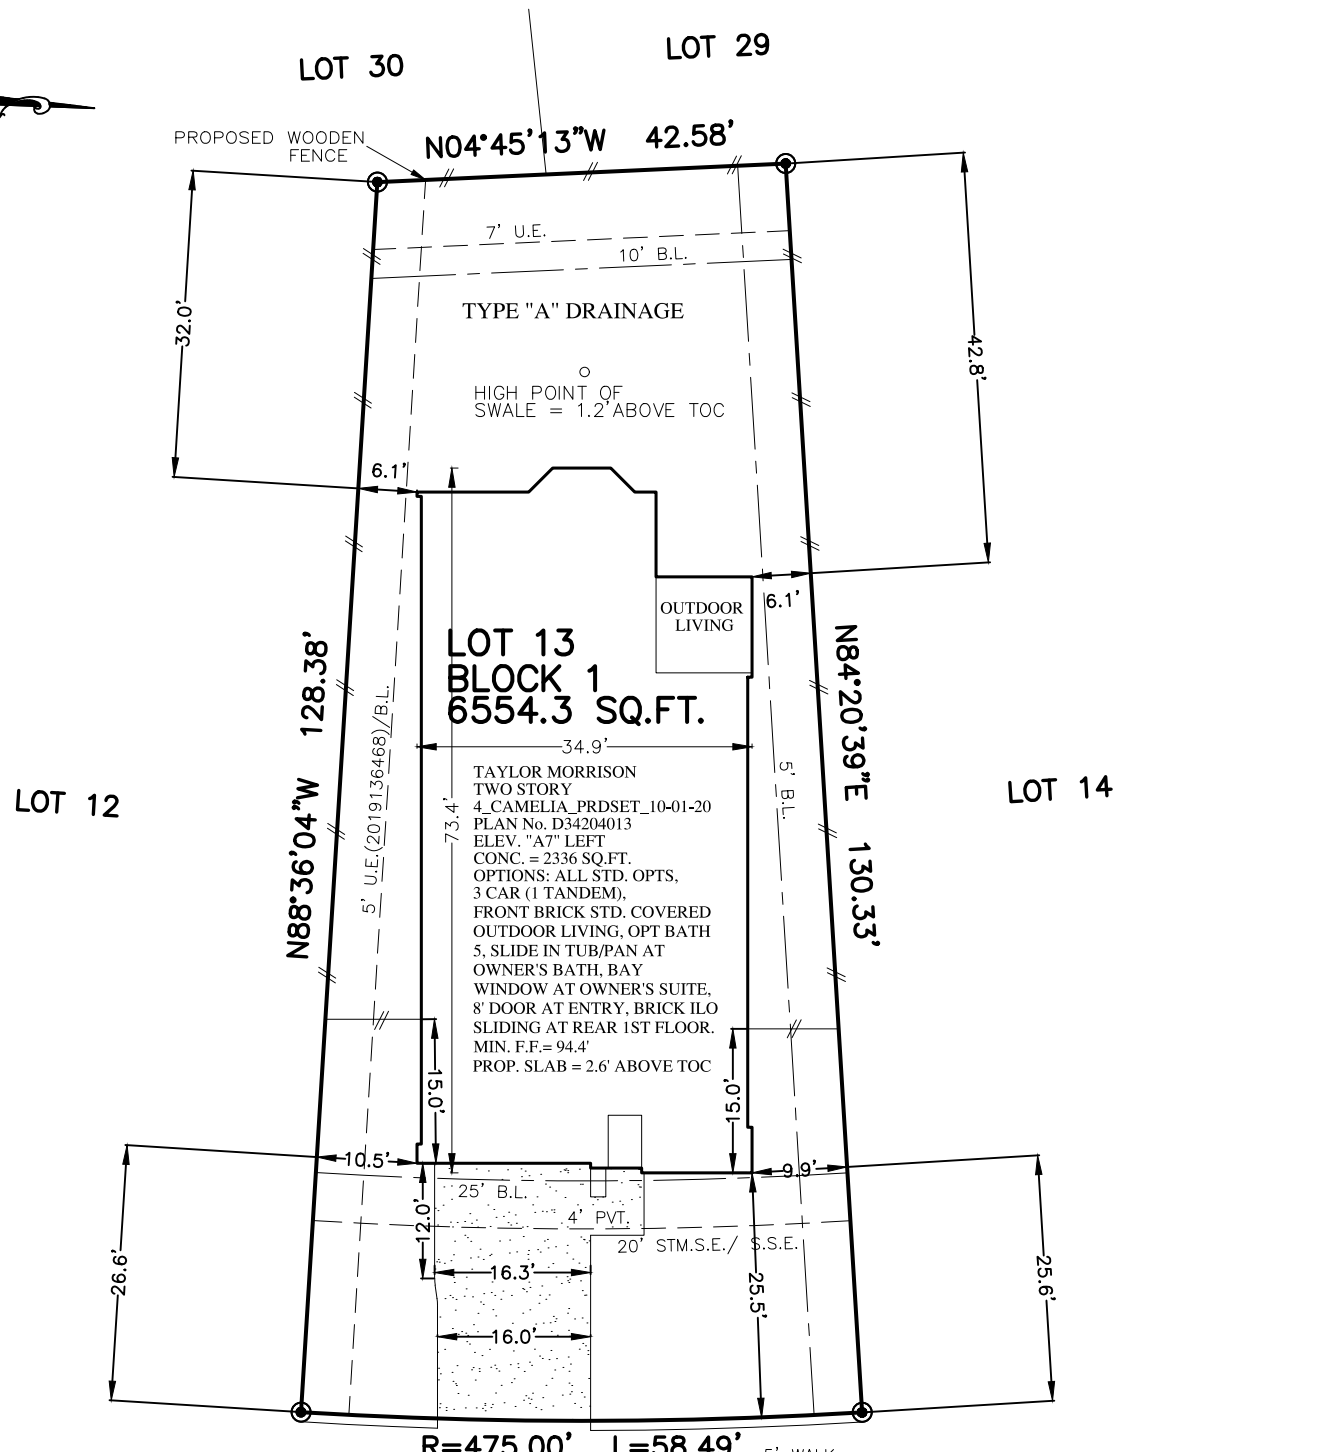 LOT 30
LOT 29
PROPOSED WOODEN
FENCE
N04°45'13"W 42.58'
7' U.E.
10' B.L.
32.0'
42.8'
TYPE "A" DRAINAGE
HIGH POINT OF
SWALE = 1.2' ABOVE TOC
6.1'
6.1'
OUTDOOR
LIVING
LOT 13
BLOCK 1
6554.3 SQ.FT.
34.9'
73.4'
N88°36'04"W 128.38'
5' U.E.(2019136468)/B.L.
5' B.L.
N84°20'39"E 130.33'
LOT 12
LOT 14
TAYLOR MORRISON
TWO STORY
4_CAMELIA_PRDSET_10-01-20
PLAN No. D34204013
ELEV. "A7" LEFT
CONC. = 2336 SQ.FT.
OPTIONS: ALL STD. OPTS,
3 CAR (1 TANDEM),
FRONT BRICK STD. COVERED
OUTDOOR LIVING, OPT BATH
5, SLIDE IN TUB/PAN AT
OWNER'S BATH, BAY
WINDOW AT OWNER'S SUITE,
8' DOOR AT ENTRY, BRICK ILO
SLIDING AT REAR 1ST FLOOR.
MIN. F.F.= 94.4'
PROP. SLAB = 2.6' ABOVE TOC
15.0'
15.0'
10.5'
9.9'
25' B.L.
12.0'
4' PVT.
20' STM.S.E./ S.S.E.
16.3'
26.6'
25.5'
25.6'
16.0'
R=475.00' L=58.49'
5' WALK